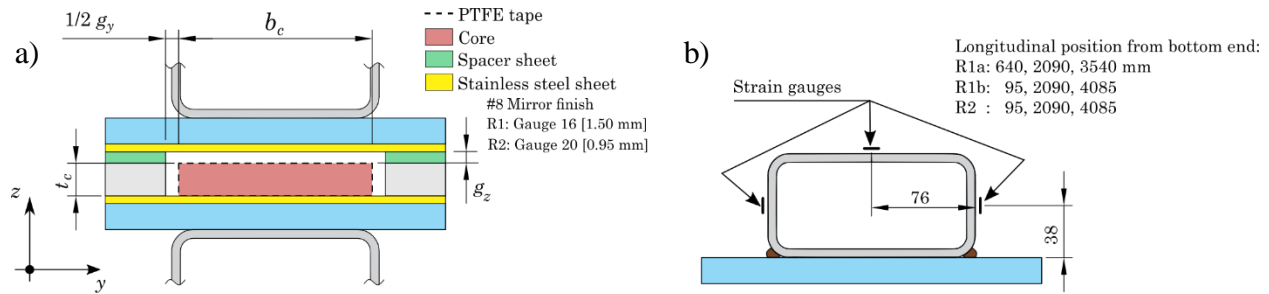 a)
1/2 g_y
b_c
PTFE tape
Core
Spacer sheet
Stainless steel sheet
#8 Mirror finish
R1: Gauge 16 [1.50 mm]
R2: Gauge 20 [0.95 mm]
t_c
g_z
z
y
b)
Longitudinal position from bottom end:
R1a: 640, 2090, 3540 mm
R1b: 95, 2090, 4085
R2 : 95, 2090, 4085
Strain gauges
76
38